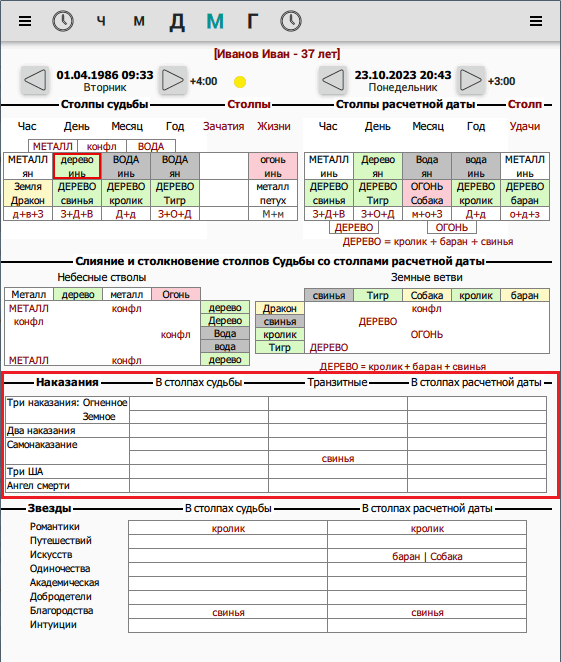 ч м Д М Г
[Иванов Иван - 37 лет]
01.04.1986 09:33 +4:00 23.10.2023 20:43 +3:00
Вторник Понедельник
Столпы судьбы Столпы Столпы расчетной даты Столп
Час День Месяц Год Зачатия Жизни Час День Месяц Год Удачи
МЕТАЛЛ конфл ВОДА
МЕТАЛЛ дерево ВОДА ВОДА огонь МЕТАЛЛ Дерево Вода вода МЕТАЛЛ
ян инь инь ян инь ян ян инь инь инь
Земля ДЕРЕВО ДЕРЕВО ДЕРЕВО металл ДЕРЕВО ДЕРЕВО ОГОНЬ ДЕРЕВО ДЕРЕВО
Дракон свинья кролик Тигр петух свинья Тигр Собака кролик баран
д+в+З З+Д+В Д+д З+О+Д М+м З+Д+В З+О+Д м+о+З Д+д о+д+з
ДЕРЕВО ОГОНЬ
ДЕРЕВО = кролик + баран + свинья
Слияние и столкновение столпов Судьбы со столпами расчетной даты
Небесные стволы Земные ветви
Металл дерево металл Огонь свинья Тигр Собака кролик баран
МЕТАЛЛ конфл дерево Дракон конфл
конфл Дерево свинья ДЕРЕВО
конфл Вода кролик ОГОНЬ
вода Тигр ДЕРЕВО
МЕТАЛЛ конфл дерево ДЕРЕВО = кролик + баран + свинья
Наказания В столпах судьбы Транзитные В столпах расчетной даты
Три наказания: Огненное
Земное
Два наказания
Самонаказание
свинья
Три ША
Ангел смерти
Звезды В столпах судьбы В столпах расчетной даты
Романтики кролик кролик
Путешествий
Искусств баран | Собака
Одиночества
Академическая
Добродетели
Благородства свинья свинья
Интуиции